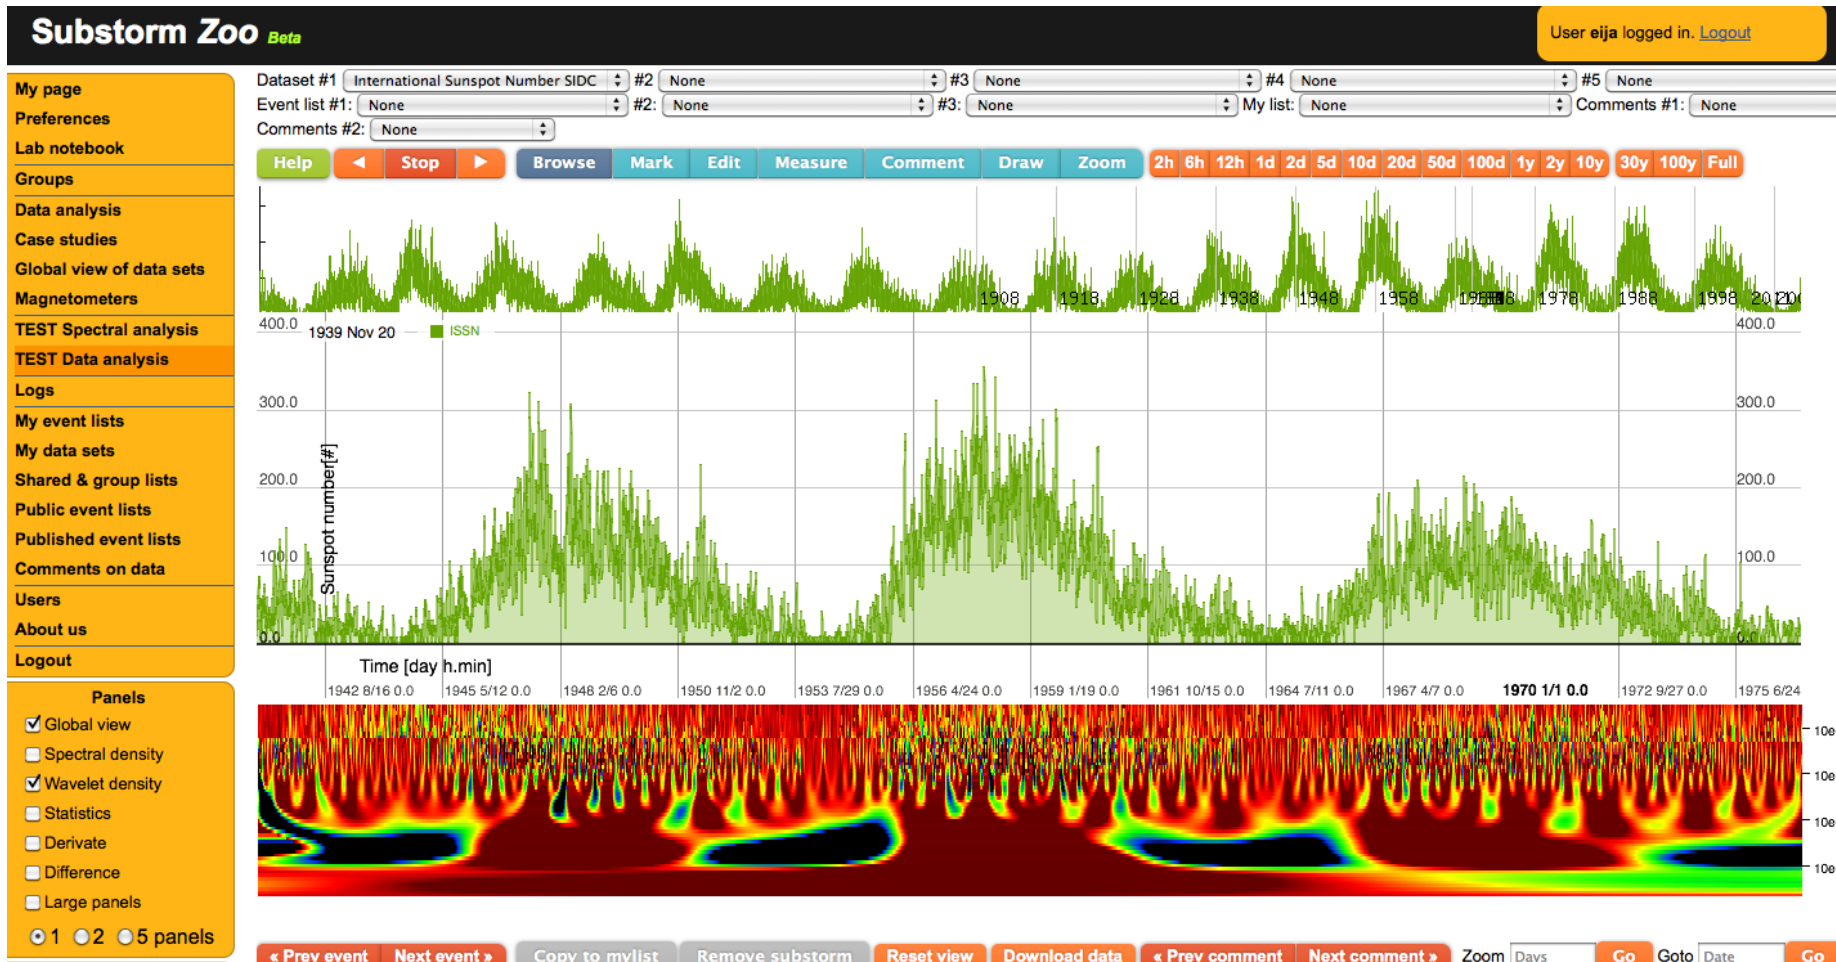 Substorm Zoo Beta
User eija logged in. Logout
My page
Preferences
Lab notebook
Groups
Data analysis
Case studies
Global view of data sets
Magnetometers
TEST Spectral analysis
TEST Data analysis
Logs
My event lists
My data sets
Shared & group lists
Public event lists
Published event lists
Comments on data
Users
About us
Logout
Panels
Global view
Spectral density
Wavelet density
Statistics
Derivate
Difference
Large panels
1 2 5 panels
Dataset #1 International Sunspot Number SIDC #2 None #3 None #4 None #5 None
Event list #1: None #2: None #3: None My list: None Comments #1: None
Comments #2: None
Help Stop Browse Mark Edit Measure Comment Draw Zoom 2h 6h 12h 1d 2d 5d 10d 20d 50d 100d 1y 2y 10y 30y 100y Full
1908 1918 1928 1938 1948 1958 1978 1988 1998
400.0 1939 Nov 20 ISSN 400.0
300.0 300.0
200.0 200.0
100.0 100.0
0.0 0.0
Sunspot number[#]
Time [day h.min]
1942 8/16 0.0 1945 5/12 0.0 1948 2/6 0.0 1950 11/2 0.0 1953 7/29 0.0 1956 4/24 0.0 1959 1/19 0.0 1961 10/15 0.0 1964 7/11 0.0 1967 4/7 0.0 1970 1/1 0.0 1972 9/27 0.0 1975 6/24
10e
10e
10e
10e
« Prev event Next event » Copy to mylist Remove substorm Reset view Download data « Prev comment Next comment » Zoom Days Go Goto Date Go